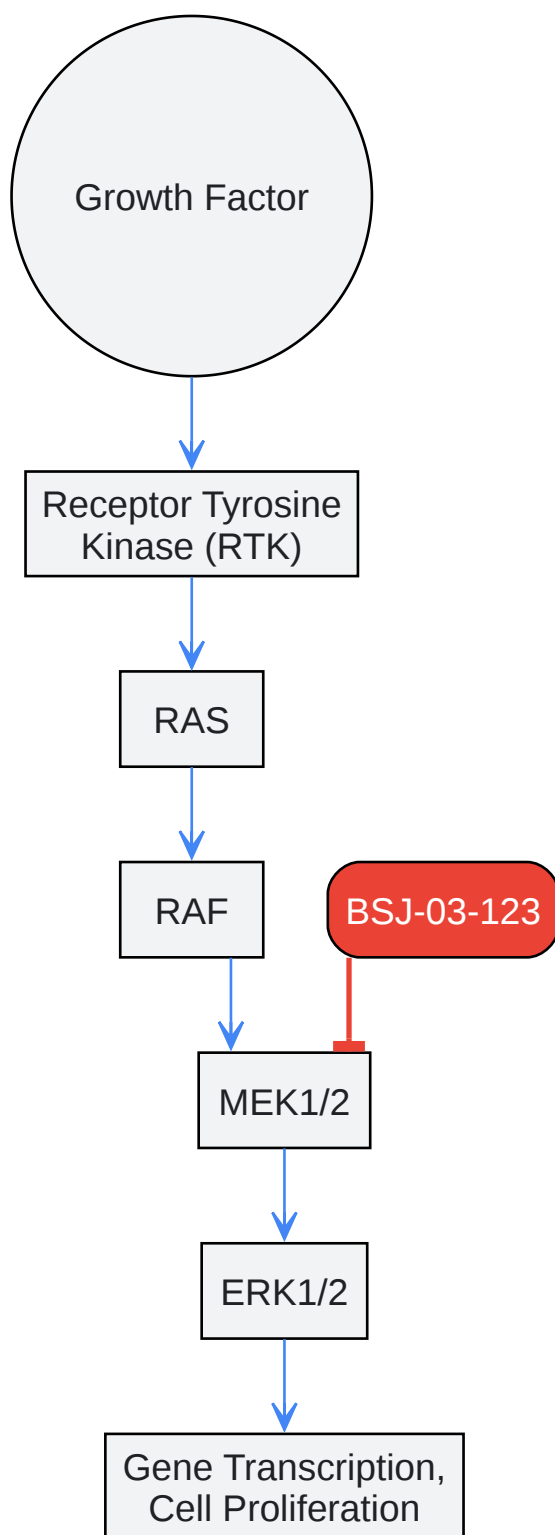 Growth Factor
Receptor Tyrosine
Kinase (RTK)
RAS
RAF
BSJ-03-123
MEK1/2
ERK1/2
Gene Transcription,
Cell Proliferation